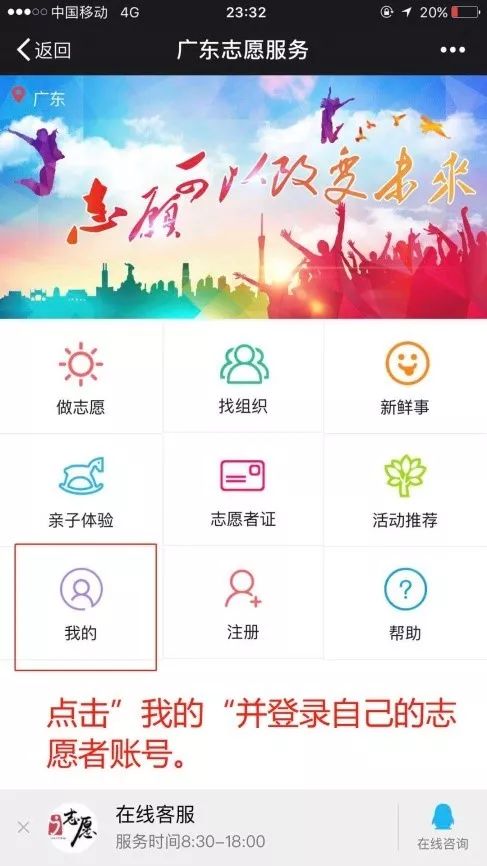 中国移动 4G 23:32 20%
返回 广东志愿服务
广东
志愿可以改变未来
做志愿 找组织 新鲜事
亲子体验 志愿者证 活动推荐
我的 注册 帮助
点击”我的“并登录自己的志
愿者账号。
志愿
在线客服
服务时间8:30-18:00
在线咨询